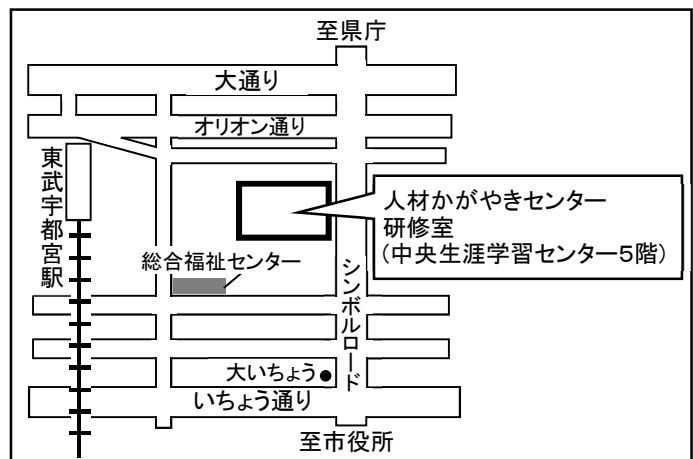 至県庁
大通り
オリオン通り
東武宇都宮駅
人材かがやきセンター
研修室
(中央生涯学習センター5階)
総合福祉センター
シンボルロード
大いちょう
いちょう通り
至市役所